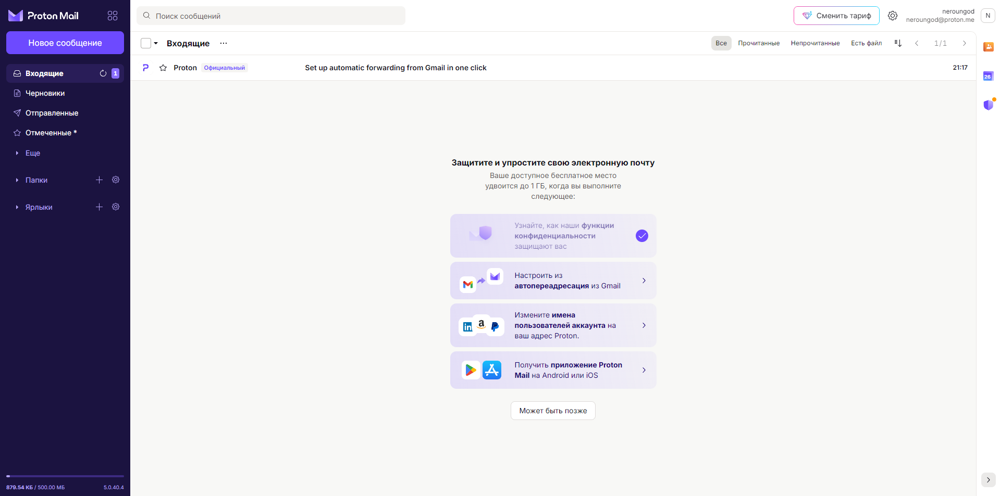 Proton Mail
Новое сообщение
Входящие
1
Черновики
Отправленные
Отмеченные *
Еще
Папки
Ярлыки
879.54 КБ / 500.00 МБ
5.0.40.4
Поиск сообщений
Сменить тариф
neroungod
neroungod@proton.me
N
Входящие
Все
Прочитанные
Непрочитанные
Есть файл
1/1
Proton
Официальный
Set up automatic forwarding from Gmail in one click
21:17
Защитите и упростите свою электронную почту
Ваше доступное бесплатное место
удвоится до 1 ГБ, когда вы выполните
следующее:
Узнайте, как наши функции
конфиденциальности
защищают вас
Настроить из
автопереадресация из Gmail
in
a
Измените имена
пользователей аккаунта на
ваш адрес Proton.
Получить приложение Proton
Mail на Android или iOS
Может быть позже
26